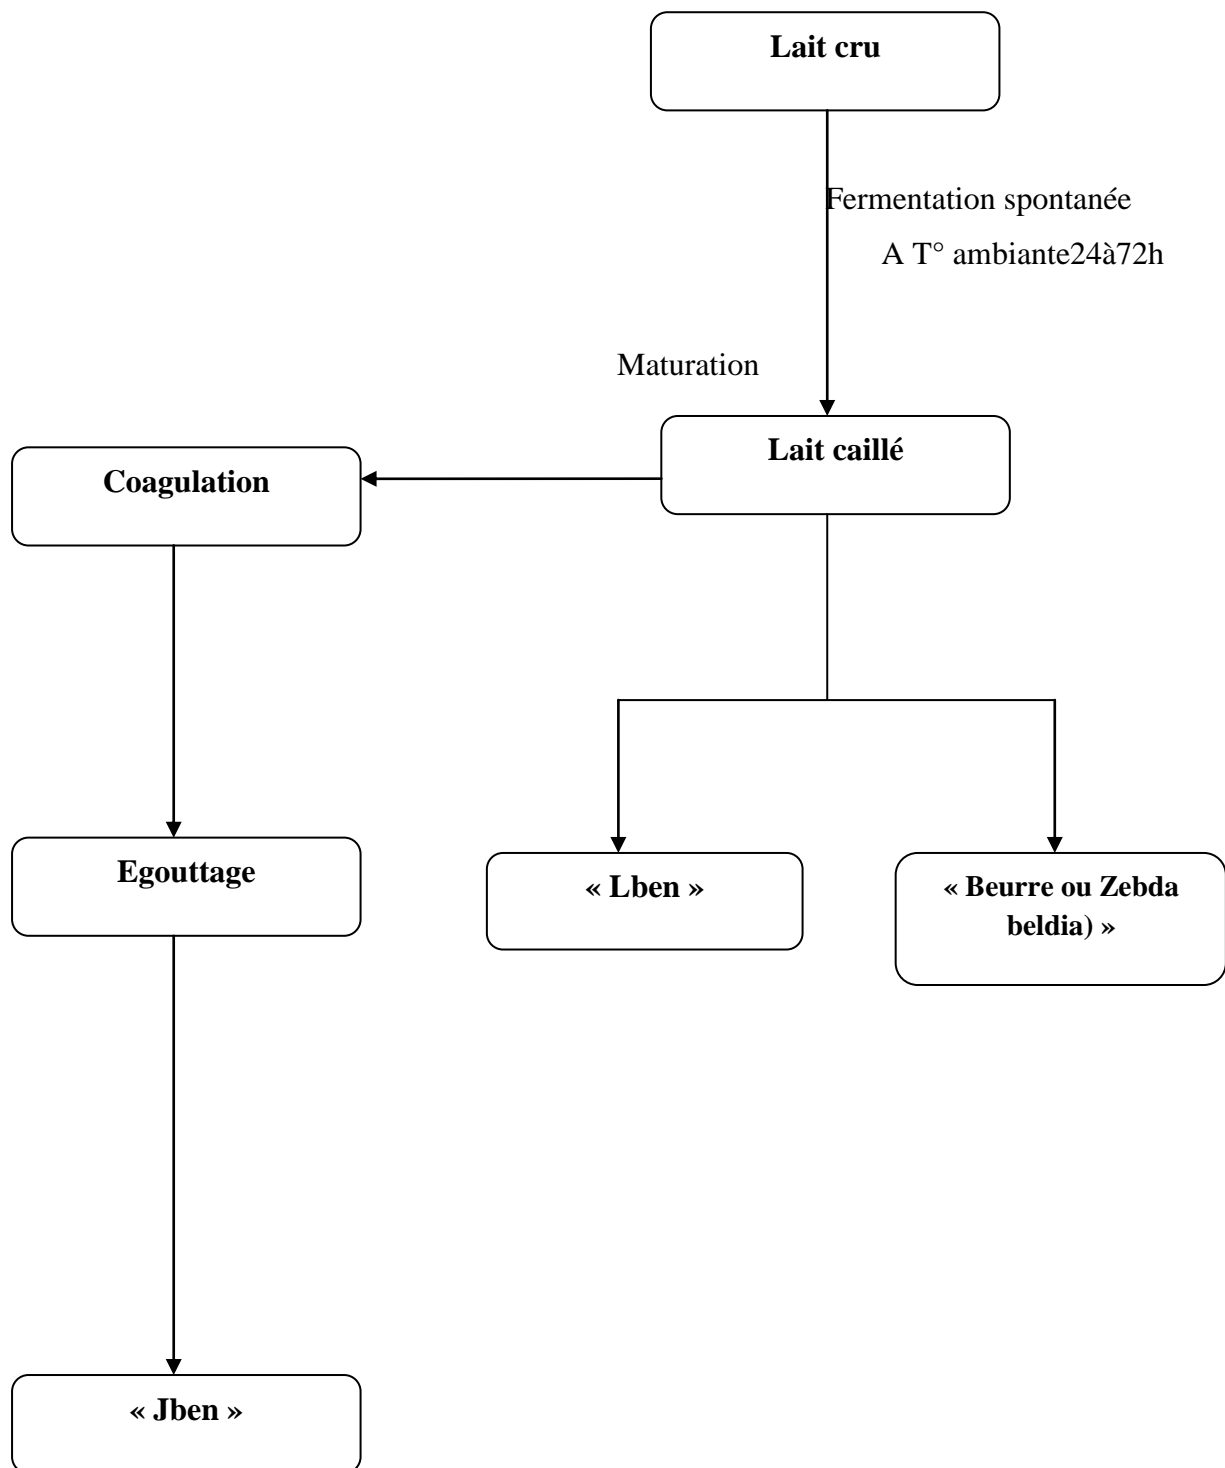 Lait cru
Fermentation spontanée
A T° ambiante24à72h
Maturation
Lait caillé
Coagulation
Egouttage
« Lben »
« Beurre ou Zebda
beldia) »
« Jben »